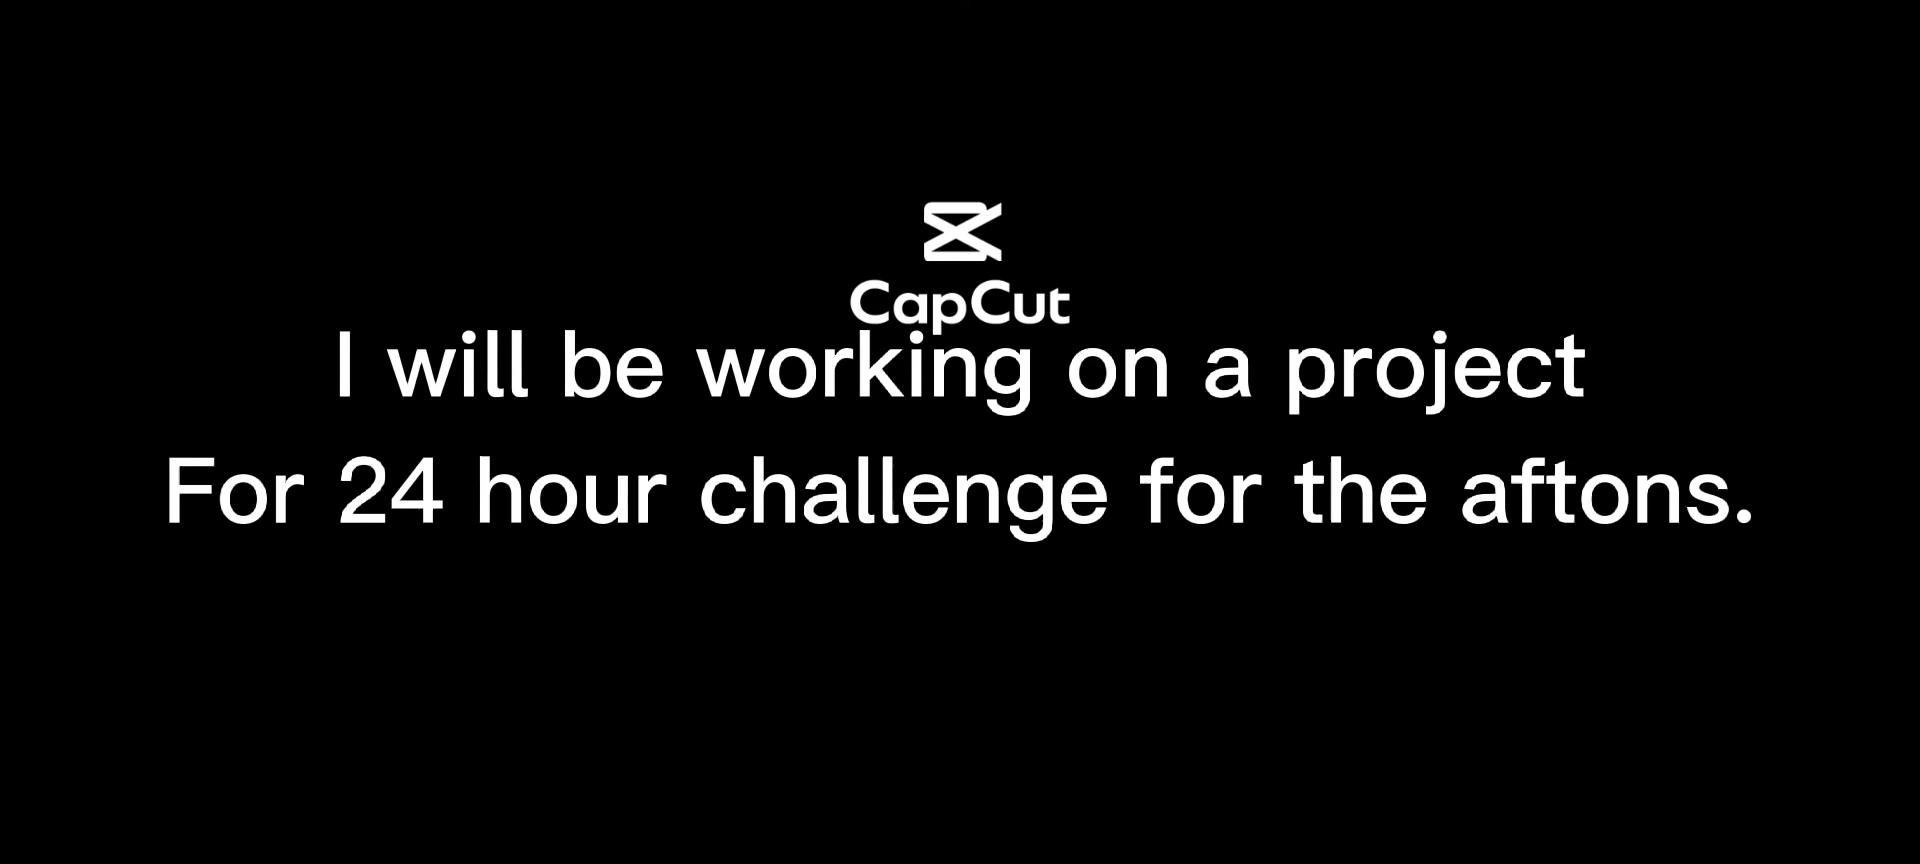 CapCut
I will be working on a project
For 24 hour challenge for the aftons.